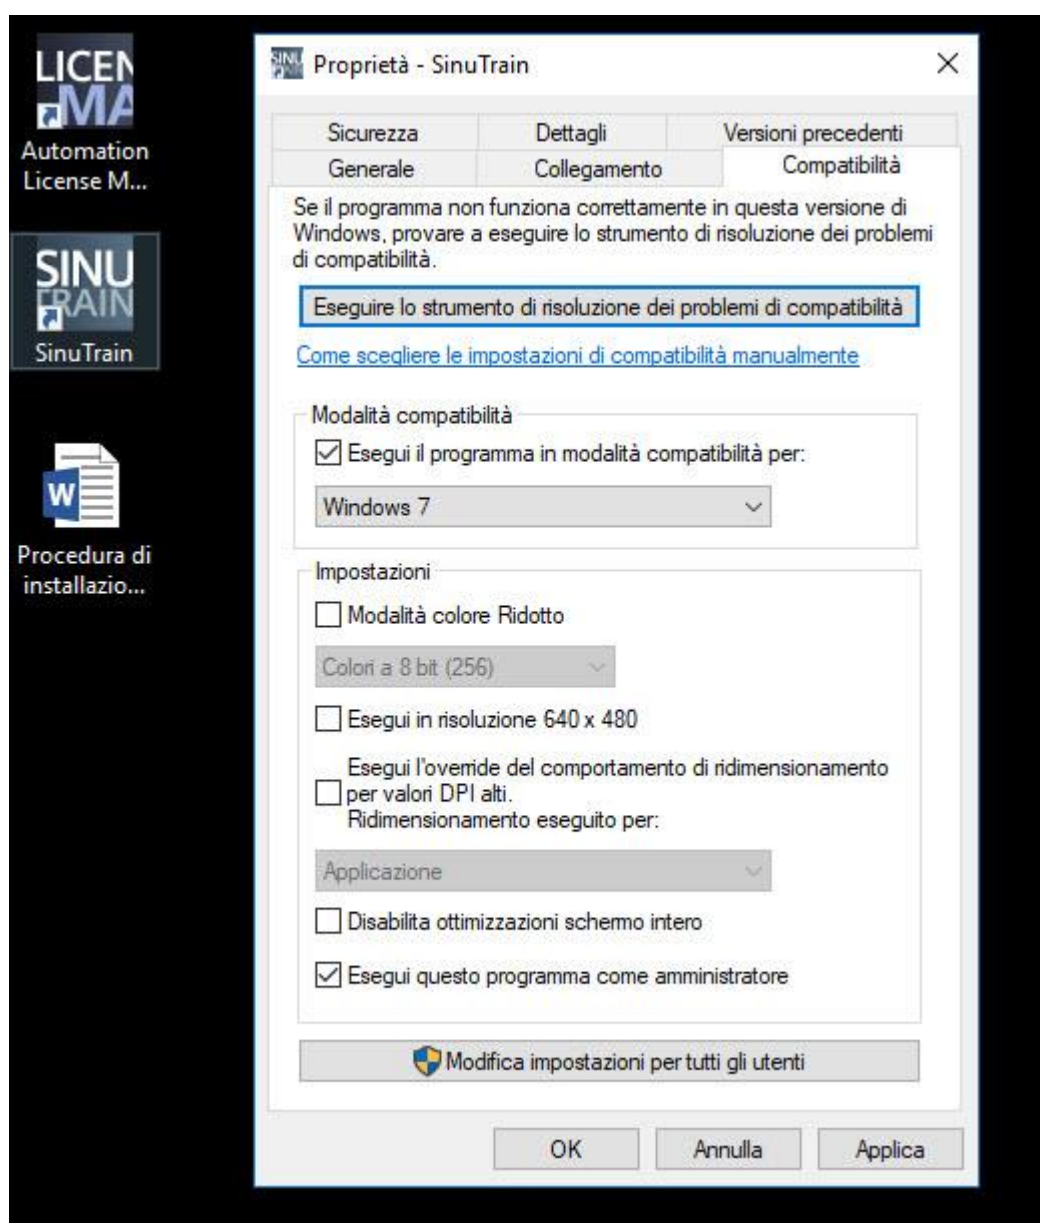 LICEN
MA
Automation
License M...
SINU
TRAIN
SinuTrain
W
Procedura di
installazio...
SINU
Proprietà - SinuTrain
Sicurezza Dettagli Versioni precedenti
Generale Collegamento Compatibilità
Se il programma non funziona correttamente in questa versione di
Windows, provare a eseguire lo strumento di risoluzione dei problemi
di compatibilità.
Eseguire lo strumento di risoluzione dei problemi di compatibilità
Come scegliere le impostazioni di compatibilità manualmente
Modalità compatibilità
Esegui il programma in modalità compatibilità per:
Windows 7
Impostazioni
Modalità colore Ridotto
Colori a 8 bit (256)
Esegui in risoluzione 640 x 480
Esegui l'override del comportamento di ridimensionamento
per valori DPI alti.
Ridimensionamento eseguito per:
Applicazione
Disabilita ottimizzazioni schermo intero
Esegui questo programma come amministratore
Modifica impostazioni per tutti gli utenti
OK Annulla Applica